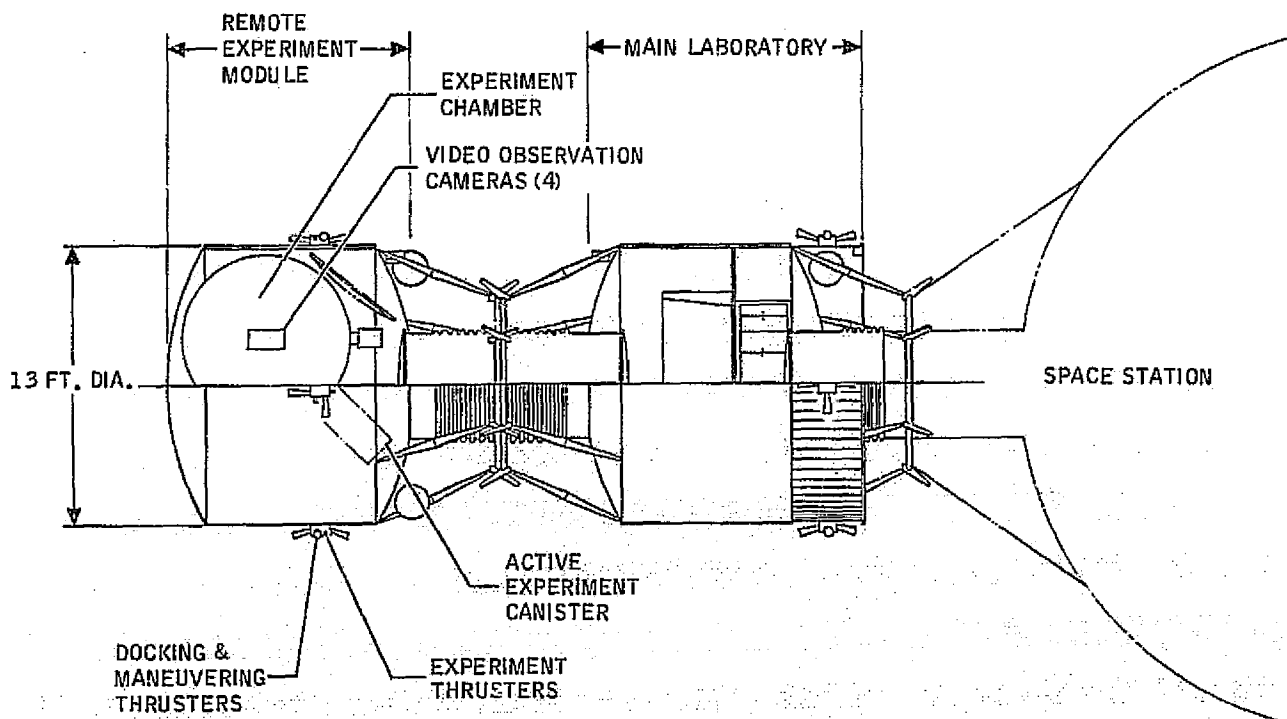 REMOTE
EXPERIMENT
MODULE
MAIN LABORATORY
EXPERIMENT
CHAMBER
VIDEO OBSERVATION
CAMERAS (4)
13 FT. DIA.
SPACE STATION
ACTIVE
EXPERIMENT
CANISTER
DOCKING &
MANEUVERING
THRUSTERS
EXPERIMENT
THRUSTERS